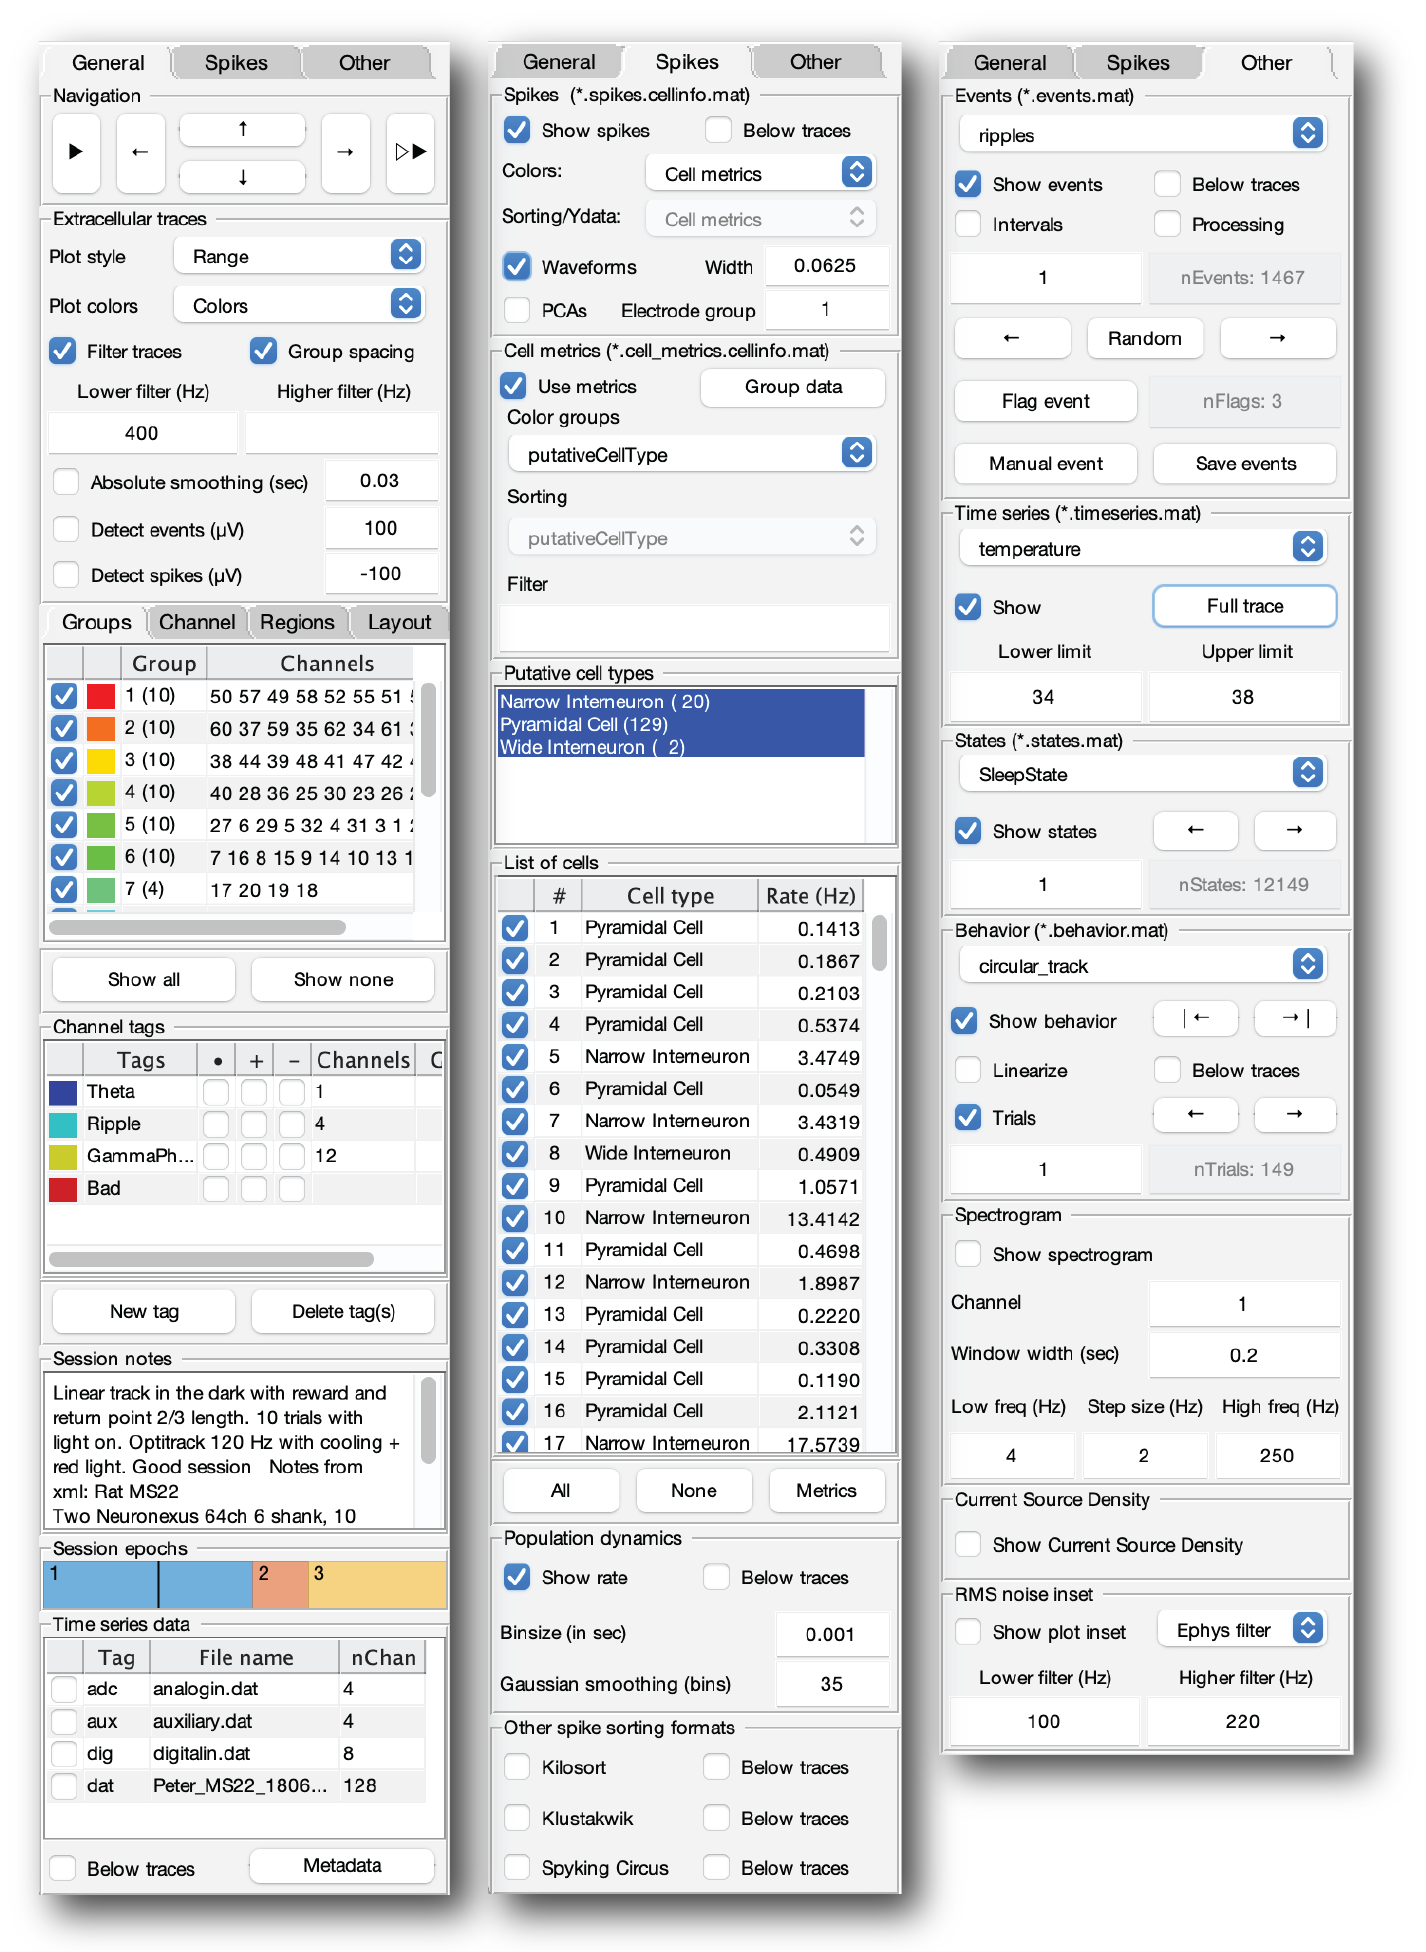 General Spikes Other
Navigation
▶ ← ↑ → ▷▶
↓
Extracellular traces
Plot style Range
Plot colors Colors
Filter traces Group spacing
Lower filter (Hz) Higher filter (Hz)
400
Absolute smoothing (sec) 0.03
Detect events (µV) 100
Detect spikes (µV) -100
Groups Channel Regions Layout
Group Channels
1 (10) 50 57 49 58 52 55 51
2 (10) 60 37 59 35 62 34 61
3 (10) 38 44 39 48 41 47 42
4 (10) 40 28 36 25 30 23 26
5 (10) 27 6 29 5 32 4 31 3 1
6 (10) 7 16 8 15 9 14 10 13 1
7 (4) 17 20 19 18
Show all Show none
Channel tags
Tags • + − Channels
Theta 1
Ripple 4
GammaPh... 12
Bad
New tag Delete tag(s)
Session notes
Linear track in the dark with reward and
return point 2/3 length. 10 trials with
light on. Optitrack 120 Hz with cooling +
red light. Good session Notes from
xml: Rat MS22
Two Neuronexus 64ch 6 shank, 10
Session epochs
1 2 3
Time series data
Tag File name nChan
adc analogin.dat 4
aux auxiliary.dat 4
dig digitalin.dat 8
dat Peter_MS22_1806... 128
Below traces Metadata
General Spikes Other
Spikes (*.spikes.cellinfo.mat)
Show spikes Below traces
Colors: Cell metrics
Sorting/Ydata: Cell metrics
Waveforms Width 0.0625
PCAs Electrode group 1
Cell metrics (*.cell_metrics.cellinfo.mat)
Use metrics Group data
Color groups
putativeCellType
Sorting
putativeCellType
Filter
Putative cell types
Narrow Interneuron ( 20)
Pyramidal Cell (129)
Wide Interneuron (  2)
List of cells
# Cell type Rate (Hz)
1 Pyramidal Cell 0.1413
2 Pyramidal Cell 0.1867
3 Pyramidal Cell 0.2103
4 Pyramidal Cell 0.5374
5 Narrow Interneuron 3.4749
6 Pyramidal Cell 0.0549
7 Narrow Interneuron 3.4319
8 Wide Interneuron 0.4909
9 Pyramidal Cell 1.0571
10 Narrow Interneuron 13.4142
11 Pyramidal Cell 0.4698
12 Narrow Interneuron 1.8987
13 Pyramidal Cell 0.2220
14 Pyramidal Cell 0.3308
15 Pyramidal Cell 0.1190
16 Pyramidal Cell 2.1121
17 Narrow Interneuron 17.5739
All None Metrics
Population dynamics
Show rate Below traces
Binsize (in sec) 0.001
Gaussian smoothing (bins) 35
Other spike sorting formats
Kilosort Below traces
Klustakwik Below traces
Spyking Circus Below traces
General Spikes Other
Events (*.events.mat)
ripples
Show events Below traces
Intervals Processing
1 nEvents: 1467
← Random →
Flag event nFlags: 3
Manual event Save events
Time series (*.timeseries.mat)
temperature
Show Full trace
Lower limit Upper limit
34 38
States (*.states.mat)
SleepState
Show states ← →
1 nStates: 12149
Behavior (*.behavior.mat)
circular_track
Show behavior |← →|
Linearize Below traces
Trials ← →
1 nTrials: 149
Spectrogram
Show spectrogram
Channel 1
Window width (sec) 0.2
Low freq (Hz) Step size (Hz) High freq (Hz)
4 2 250
Current Source Density
Show Current Source Density
RMS noise inset
Show plot inset Ephys filter
Lower filter (Hz) Higher filter (Hz)
100 220